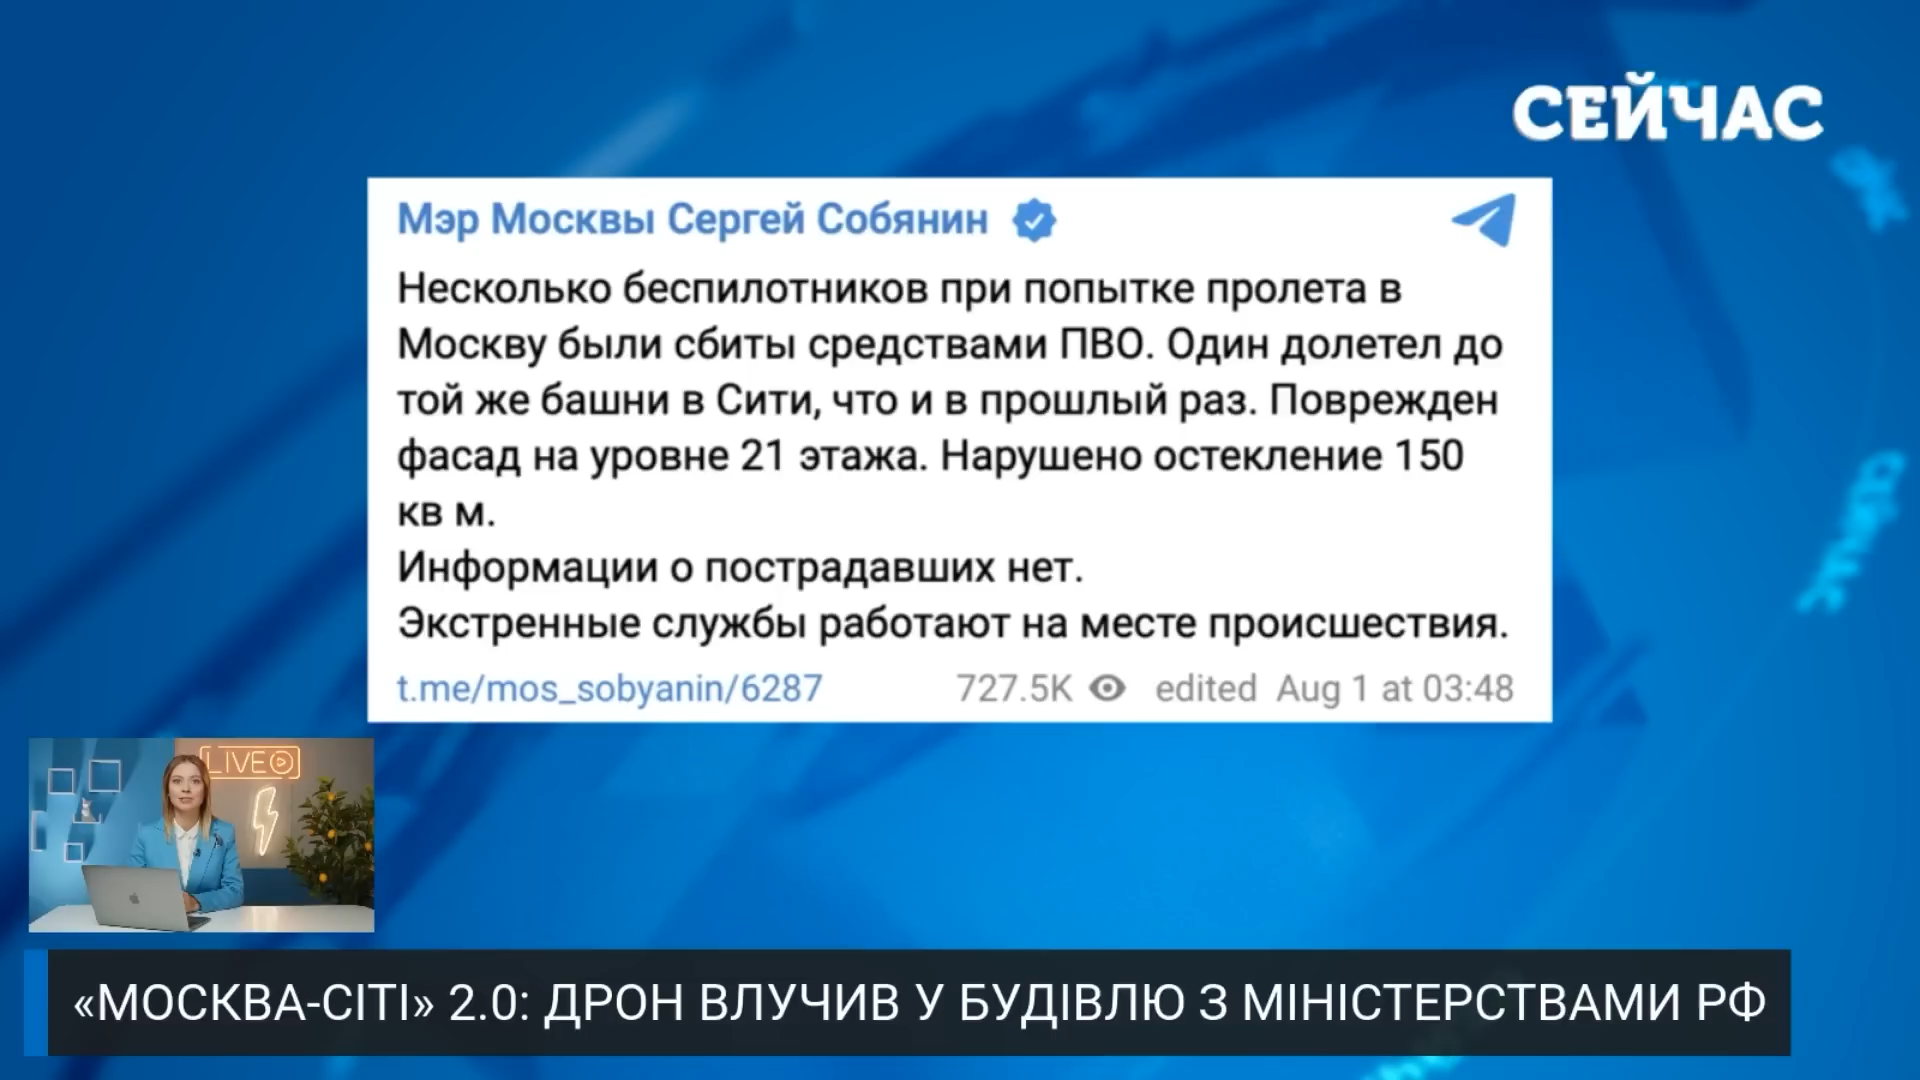 СЕЙЧАС
Мэр Москвы Сергей Собянин
Несколько беспилотников при попытке пролета в
Москву были сбиты средствами ПВО. Один долетел до
той же башни в Сити, что и в прошлый раз. Поврежден
фасад на уровне 21 этажа. Нарушено остекление 150
кв м.
Информации о пострадавших нет.
Экстренные службы работают на месте происшествия.
t.me/mos_sobyanin/6287 727.5K edited Aug 1 at 03:48
LIVE
«МОСКВА-СІТІ» 2.0: ДРОН ВЛУЧИВ У БУДІВЛЮ З МІНІСТЕРСТВАМИ РФ